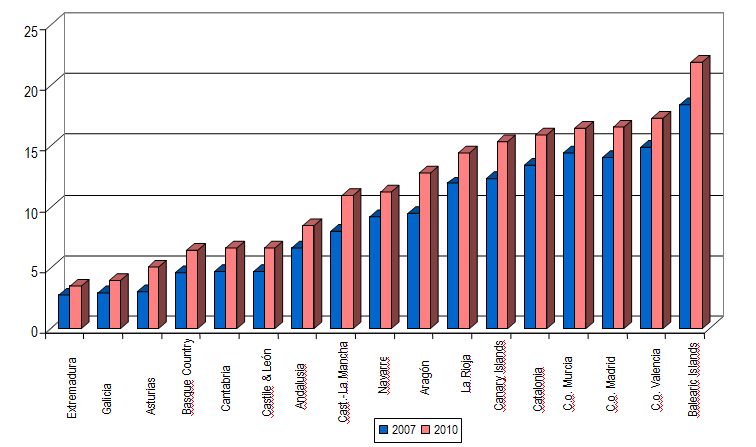 25
20
15
10
5
0
Extremadura
Galicia
Asturias
Basque Country
Cantabria
Castile & León
Andalusia
Cast.-La Mancha
Navarre
Aragón
La Rioja
Canary Islands
Catalonia
C.o. Murcia
C.o. Madrid
C.o. Valencia
Balearic Islands
2007 2010